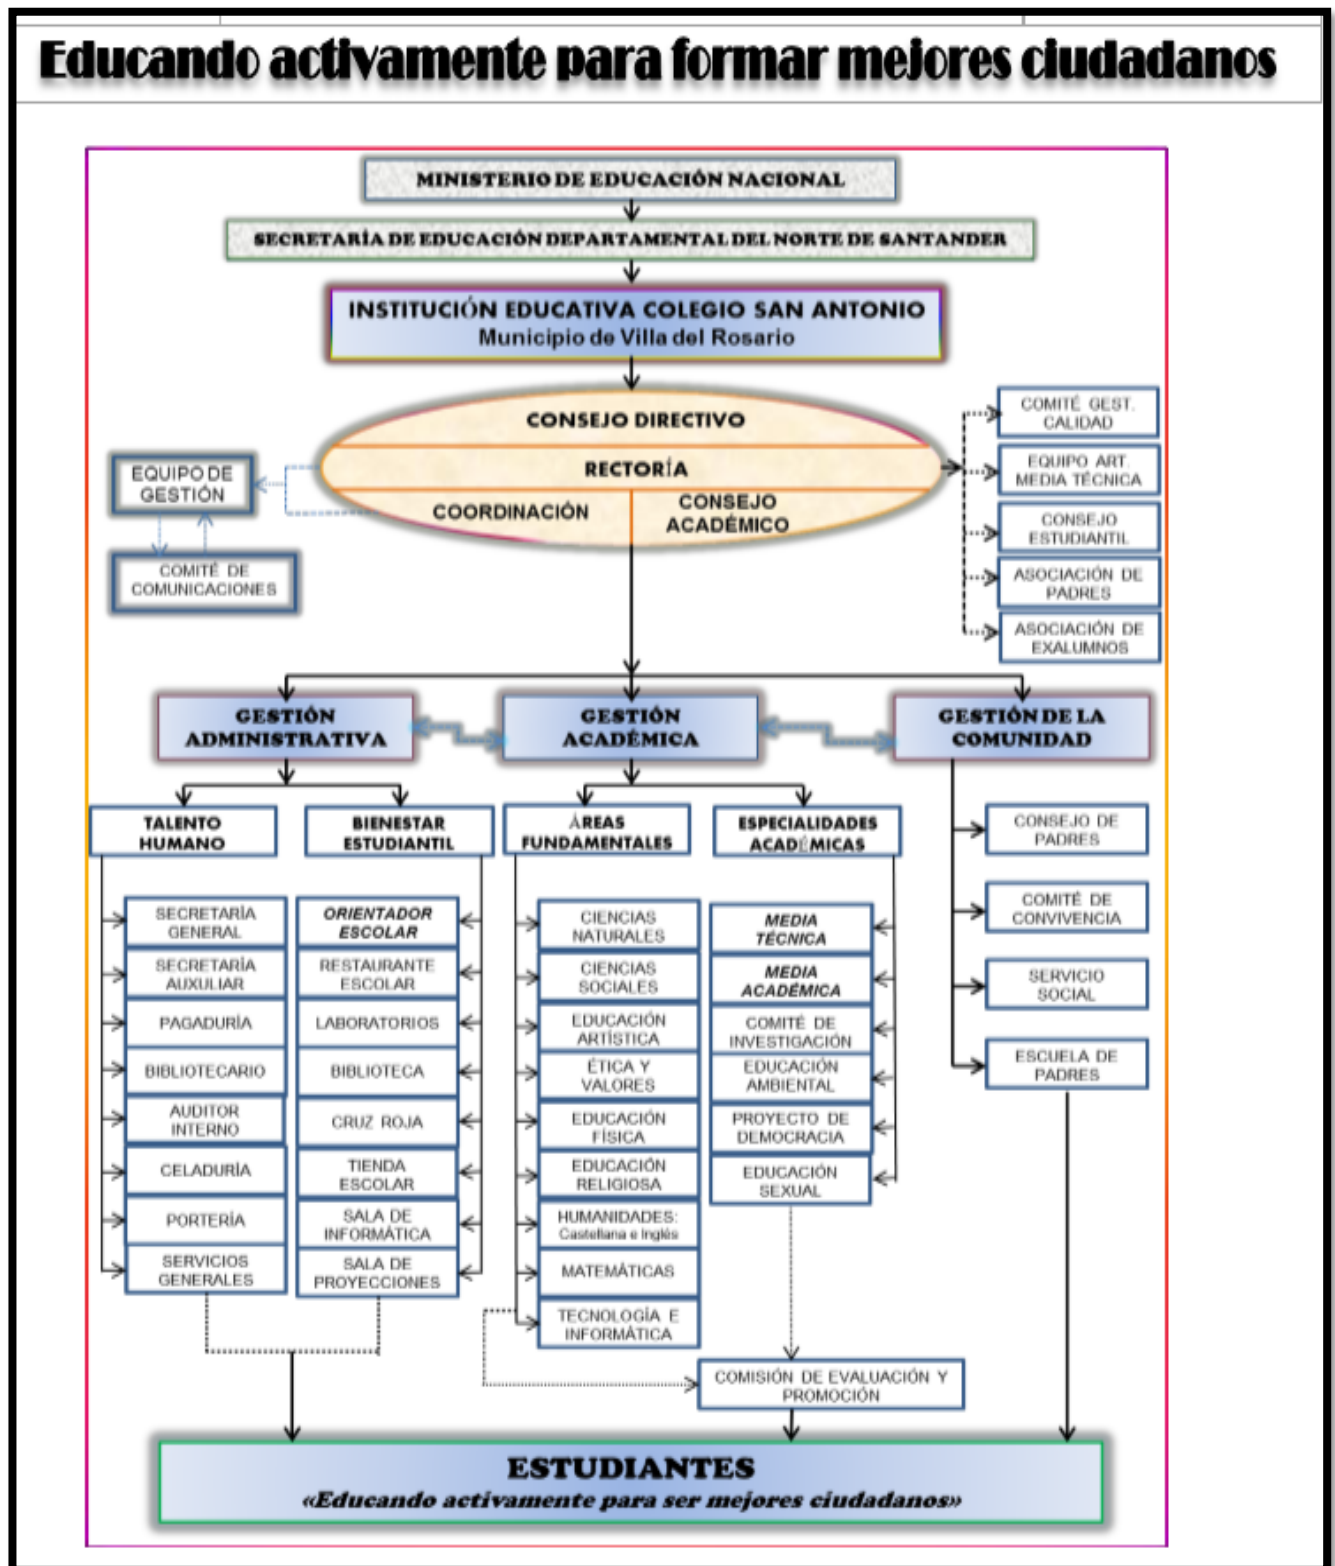 Educando activamente para formar mejores ciudadanos
MINISTERIO DE EDUCACIÓN NACIONAL
SECRETARÍA DE EDUCACIÓN DEPARTAMENTAL DEL NORTE DE SANTANDER
INSTITUCIÓN EDUCATIVA COLEGIO SAN ANTONIO
Municipio de Villa del Rosario
CONSEJO DIRECTIVO
RECTORÍA
COORDINACIÓN
CONSEJO
ACADÉMICO
EQUIPO DE
GESTIÓN
COMITÉ DE
COMUNICACIONES
COMITÉ GEST.
CALIDAD
EQUIPO ART.
MEDIA TÉCNICA
CONSEJO
ESTUDIANTIL
ASOCIACIÓN DE
PADRES
ASOCIACIÓN DE
EXALUMNOS
GESTIÓN
ADMINISTRATIVA
GESTIÓN
ACADÉMICA
GESTIÓN DE LA
COMUNIDAD
TALENTO
HUMANO
BIENESTAR
ESTUDIANTIL
ÁREAS
FUNDAMENTALES
ESPECIALIDADES
ACADÉMICAS
SECRETARÍA
GENERAL
SECRETARÍA
AUXULIAR
PAGADURÍA
BIBLIOTECARIO
AUDITOR
INTERNO
CELADURÍA
PORTERÍA
SERVICIOS
GENERALES
ORIENTADOR
ESCOLAR
RESTAURANTE
ESCOLAR
LABORATORIOS
BIBLIOTECA
CRUZ ROJA
TIENDA
ESCOLAR
SALA DE
INFORMÁTICA
SALA DE
PROYECCIONES
CIENCIAS
NATURALES
CIENCIAS
SOCIALES
EDUCACIÓN
ARTÍSTICA
ÉTICA Y
VALORES
EDUCACIÓN
FÍSICA
EDUCACIÓN
RELIGIOSA
HUMANIDADES:
Castellana e Inglés
MATEMÁTICAS
TECNOLOGÍA E
INFORMÁTICA
MEDIA
TÉCNICA
MEDIA
ACADÉMICA
COMITÉ DE
INVESTIGACIÓN
EDUCACIÓN
AMBIENTAL
PROYECTO DE
DEMOCRACIA
EDUCACIÓN
SEXUAL
CONSEJO DE
PADRES
COMITÉ DE
CONVIVENCIA
SERVICIO
SOCIAL
ESCUELA DE
PADRES
COMISIÓN DE EVALUACIÓN Y
PROMOCIÓN
ESTUDIANTES
«Educando activamente para ser mejores ciudadanos»